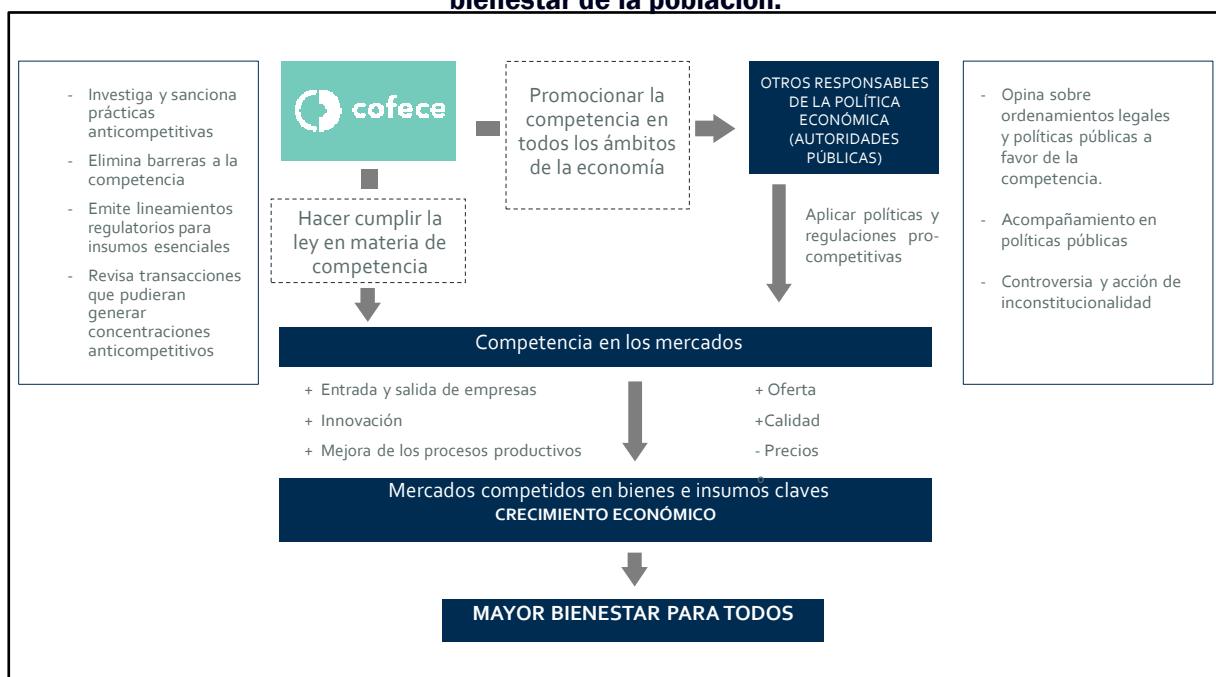 bienestar de la población.
- Investiga y sanciona
prácticas
anticompetitivas
- Elimina barreras a la
competencia
- Emite lineamientos
regulatorios para
insumos esenciales
- Revisa transacciones
que pudieran
generar
concentraciones
anticompetitivos
cofece
Hacer cumplir la
ley en materia de
competencia
Promocionar la
competencia en
todos los ámbitos
de la economía
OTROS RESPONSABLES
DE LA POLÍTICA
ECONÓMICA
(AUTORIDADES
PÚBLICAS)
Aplicar políticas y
regulaciones pro-
competitivas
- Opina sobre
ordenamientos legales
y políticas públicas a
favor de la
competencia.
- Acompañamiento en
políticas públicas
- Controversia y acción de
inconstitucionalidad
Competencia en los mercados
+ Entrada y salida de empresas
+ Innovación
+ Mejora de los procesos productivos
+ Oferta
+Calidad
- Precios
Mercados competidos en bienes e insumos claves
CRECIMIENTO ECONÓMICO
MAYOR BIENESTAR PARA TODOS